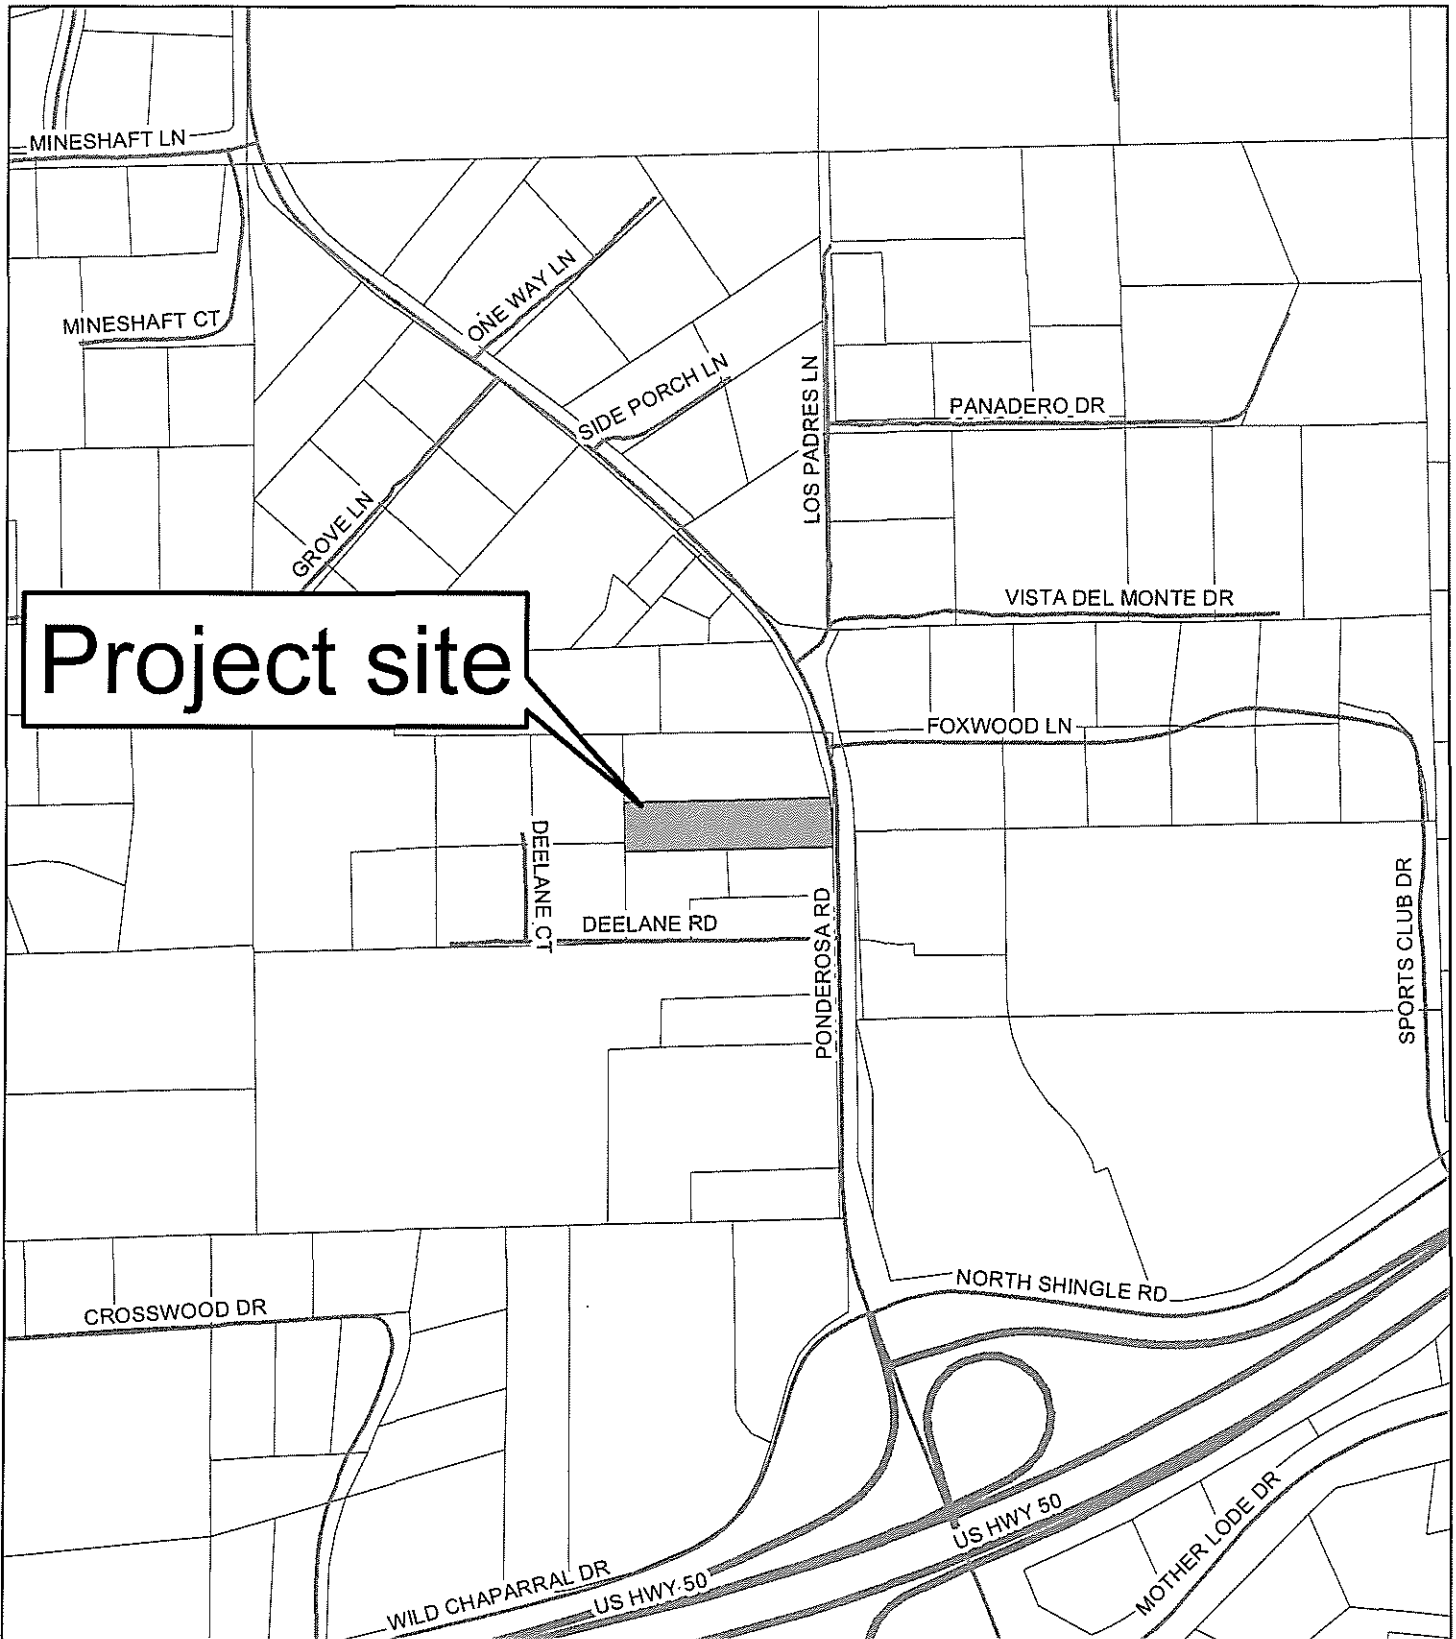 MINESHAFT LN
MINESHAFT CT
ONE WAY LN
SIDE PORCH LN
LOS PADRES LN
PANADERO DR
GROVE LN
VISTA DEL MONTE DR
Project site
FOXWOOD LN
DEELANE CT
DEELANE RD
PONDEROSA RD
SPORTS CLUB DR
NORTH SHINGLE RD
CROSSWOOD DR
US HWY 50
MOTHER LODE DR
WILD CHAPARRAL DR
US HWY 50